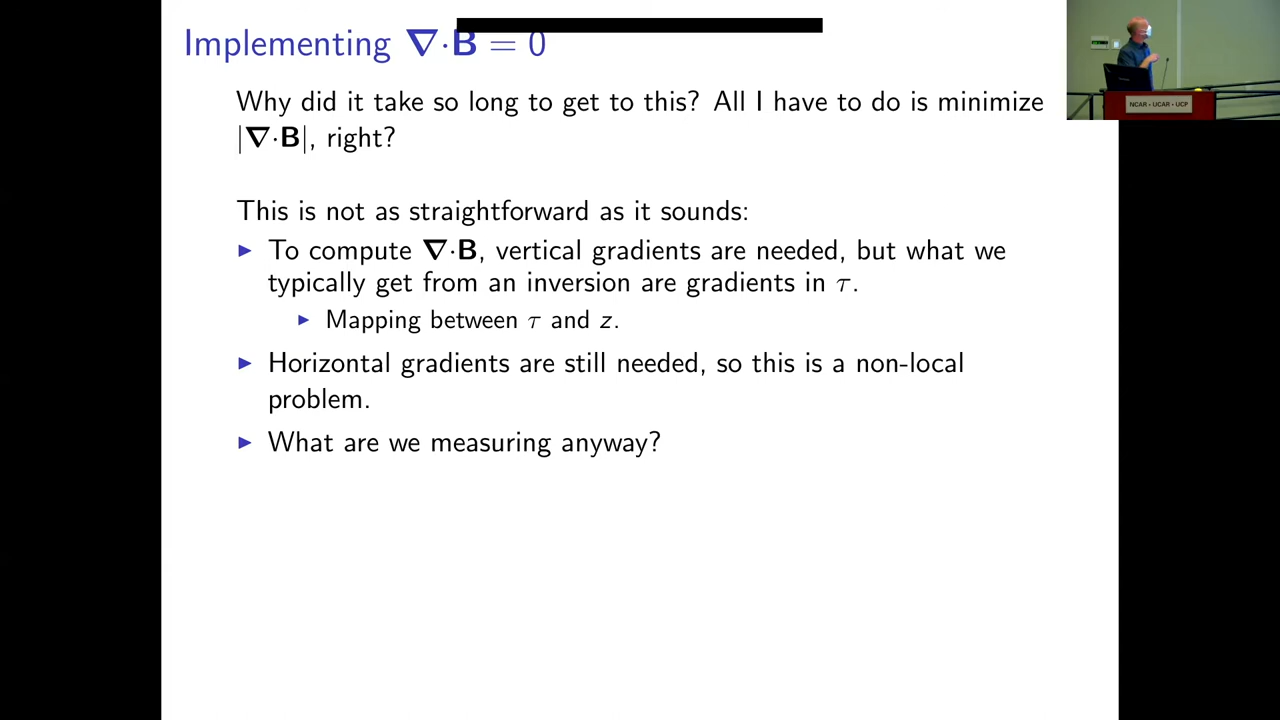 Implementing ∇·B = 0
Why did it take so long to get to this? All I have to do is minimize
|∇·B|, right?
This is not as straightforward as it sounds:
▶ To compute ∇·B, vertical gradients are needed, but what we
typically get from an inversion are gradients in τ.
▶ Mapping between τ and z.
▶ Horizontal gradients are still needed, so this is a non-local
problem.
▶ What are we measuring anyway?
NCAR • UCAR • UCP